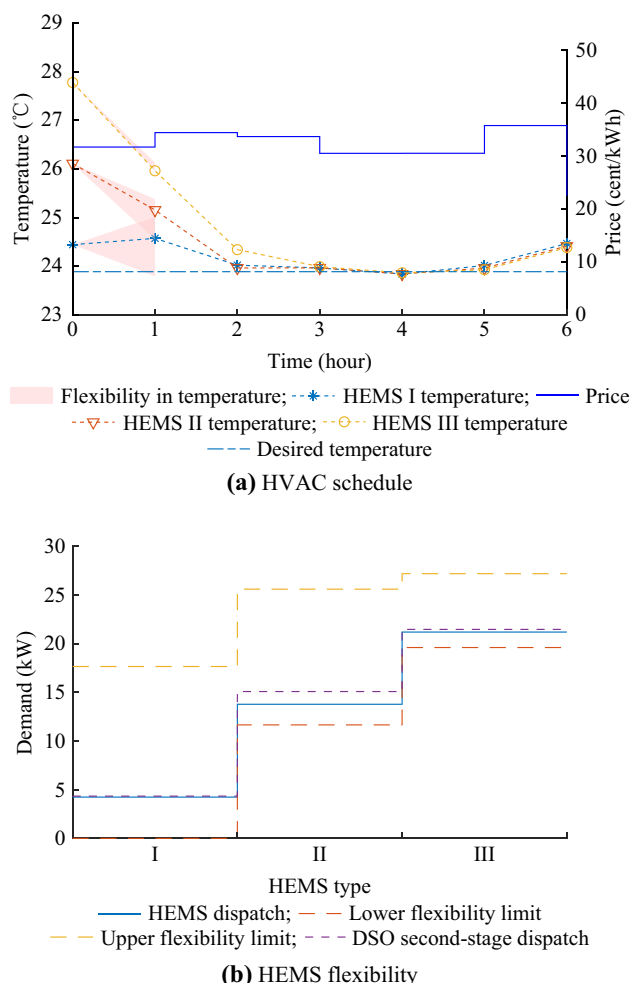 29
28
27
26
25
24
23
Temperature (℃)
50
40
30
20
10
0
Price (cent/kWh)
0 1 2 3 4 5 6
Time (hour)
Flexibility in temperature; HEMS I temperature; Price
HEMS II temperature; HEMS III temperature
Desired temperature
(a) HVAC schedule
30
25
20
15
10
5
0
Demand (kW)
I II III
HEMS type
HEMS dispatch; Lower flexibility limit
Upper flexibility limit; DSO second-stage dispatch
(b) HEMS flexibility